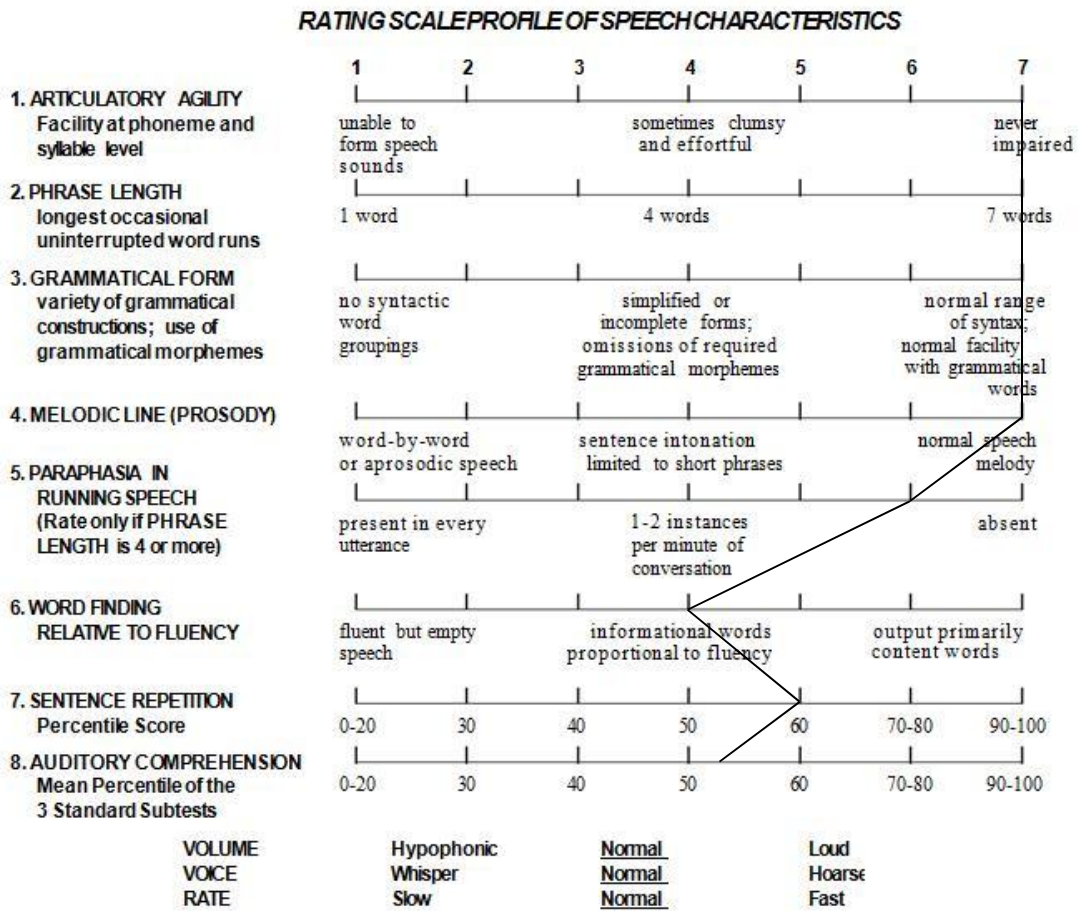 RATING SCALE PROFILE OF SPEECH CHARACTERISTICS
1 2 3 4 5 6 7
1. ARTICULATORY AGILITY
Facility at phoneme and
syllable level
unable to
form speech
sounds
sometimes clumsy
and effortful
never
impaired
2. PHRASE LENGTH
longest occasional
uninterrupted word runs
1 word
4 words
7 words
3. GRAMMATICAL FORM
variety of grammatical
constructions; use of
grammatical morphemes
no syntactic
word
groupings
simplified or
incomplete forms;
omissions of required
grammatical morphemes
normal range
of syntax;
normal facility
with grammatical
words
4. MELODIC LINE (PROSODY)
word-by-word
or aprosodic speech
sentence intonation
limited to short phrases
normal speech
melody
5. PARAPHASIA IN
RUNNING SPEECH
(Rate only if PHRASE
LENGTH is 4 or more)
present in every
utterance
1-2 instances
per minute of
conversation
absent
6. WORD FINDING
RELATIVE TO FLUENCY
fluent but empty
speech
informational words
proportional to fluency
output primarily
content words
7. SENTENCE REPETITION
Percentile Score
0-20 30 40 50 60 70-80 90-100
8. AUDITORY COMPREHENSION
Mean Percentile of the
3 Standard Subtests
0-20 30 40 50 60 70-80 90-100
VOLUME Hypophonic Normal Loud
VOICE Whisper Normal Hoarse
RATE Slow Normal Fast